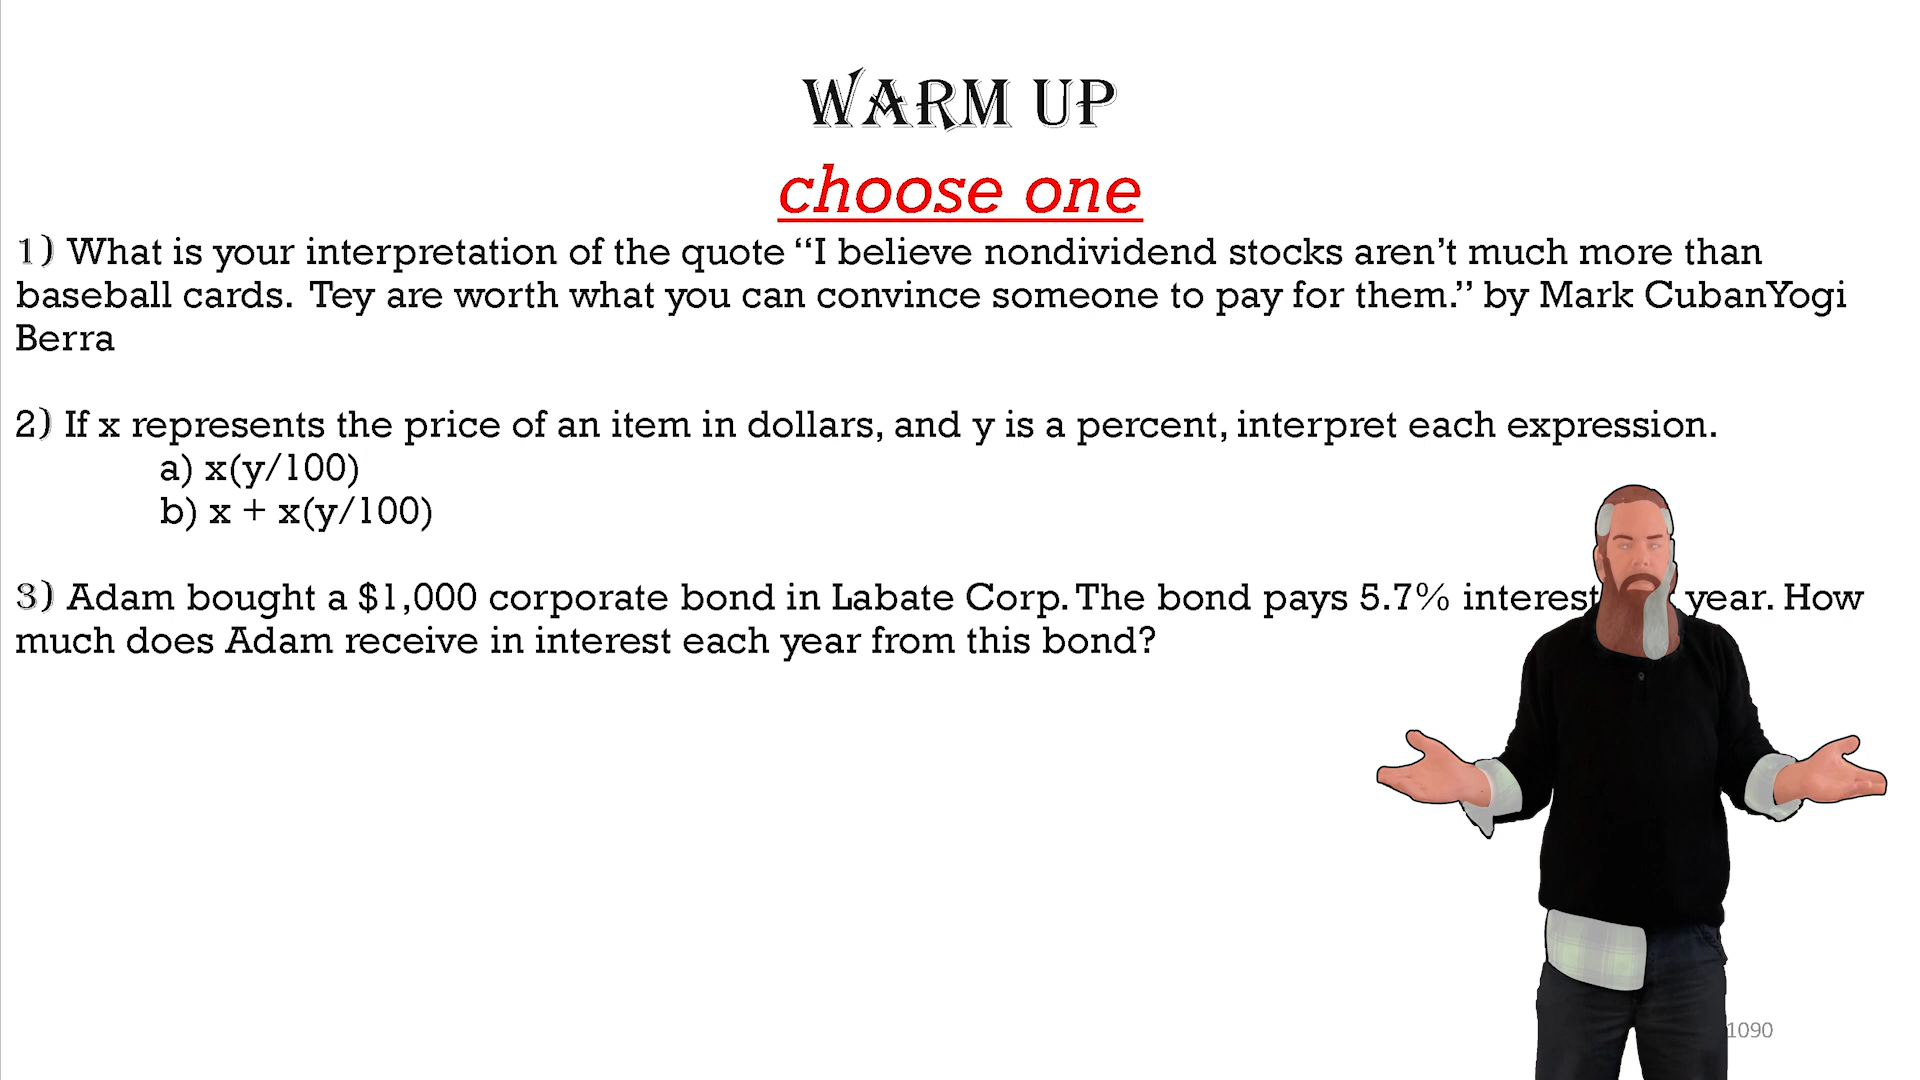 WARM UP
choose one
1) What is your interpretation of the quote “I believe nondividend stocks aren’t much more than
baseball cards. Tey are worth what you can convince someone to pay for them.” by Mark CubanYogi
Berra
2) If x represents the price of an item in dollars, and y is a percent, interpret each expression.
a) x(y/100)
b) x + x(y/100)
3) Adam bought a $1,000 corporate bond in Labate Corp. The bond pays 5.7% interest year. How
much does Adam receive in interest each year from this bond?
1090